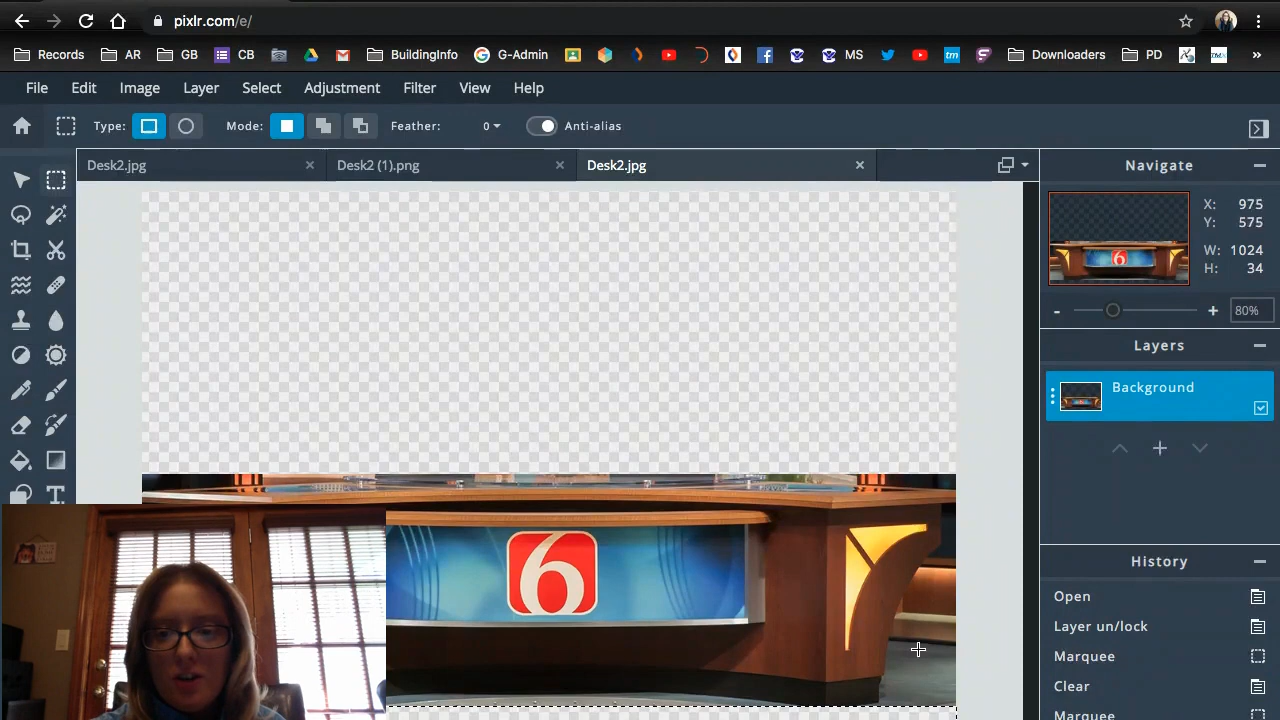 pixlr.com/e/
Records AR GB CB BuildingInfo G-Admin MS tm Downloaders PD »
File Edit Image Layer Select Adjustment Filter View Help
Type: Mode: Feather: 0 Anti-alias
Desk2.jpg Desk2 (1).png Desk2.jpg Navigate
X: 975
Y: 575
W: 1024
H: 34
6
- + 80%
Layers
Background
T
6
History
Open
Layer un/lock
Marquee
Clear
Marquee